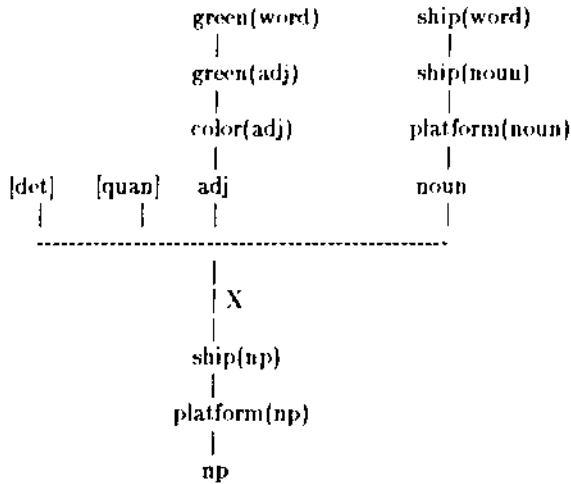 green(word) ship(word)
green(adj) ship(noun)
color(adj) platform(noun)
[det] [quan] adj noun
X
ship(np)
platform(np)
np